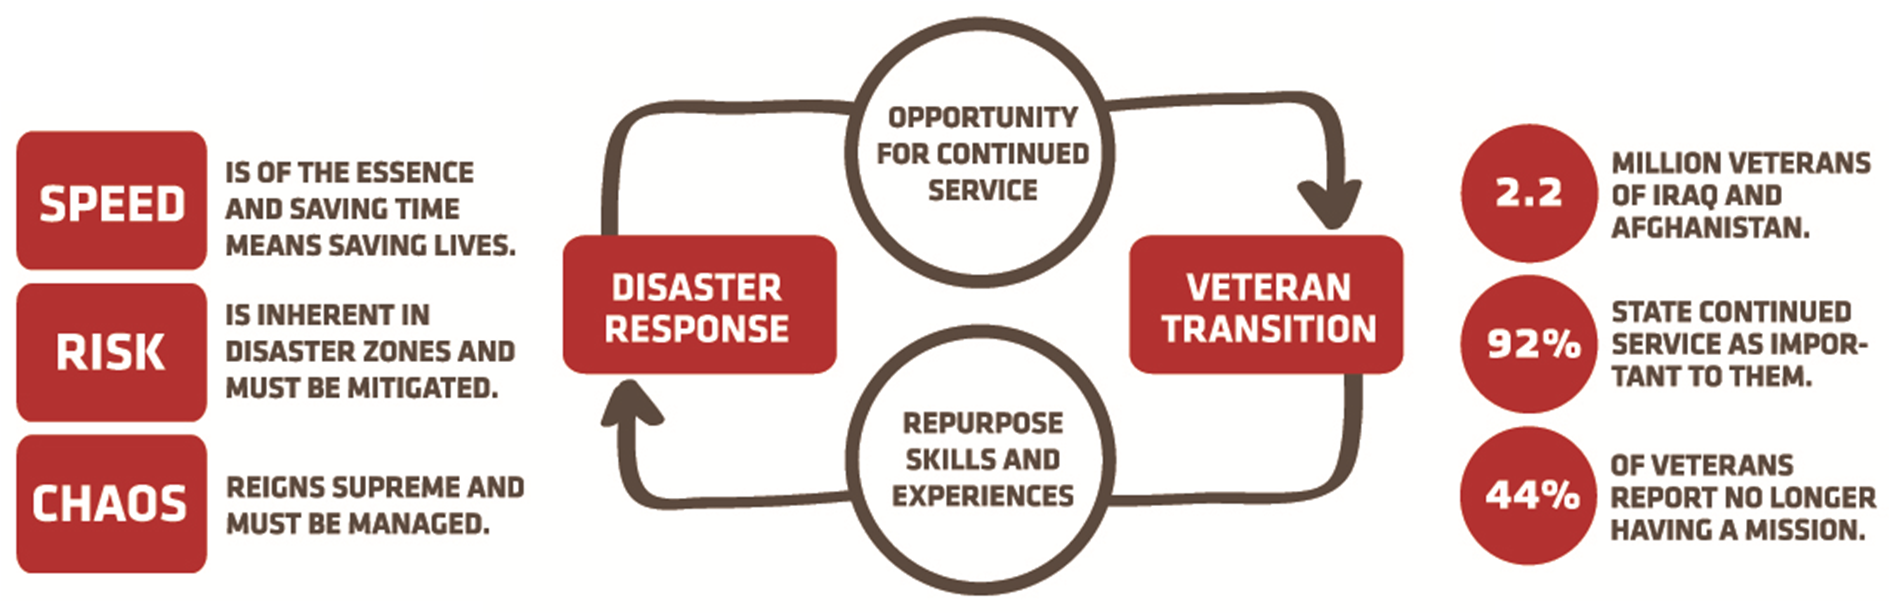 SPEED
IS OF THE ESSENCE
AND SAVING TIME
MEANS SAVING LIVES.
RISK
IS INHERENT IN
DISASTER ZONES AND
MUST BE MITIGATED.
CHAOS
REIGNS SUPREME AND
MUST BE MANAGED.
OPPORTUNITY
FOR CONTINUED
SERVICE
DISASTER
RESPONSE
VETERAN
TRANSITION
REPURPOSE
SKILLS AND
EXPERIENCES
2.2
MILLION VETERANS
OF IRAQ AND
AFGHANISTAN.
92%
STATE CONTINUED
SERVICE AS IMPOR-
TANT TO THEM.
44%
OF VETERANS
REPORT NO LONGER
HAVING A MISSION.